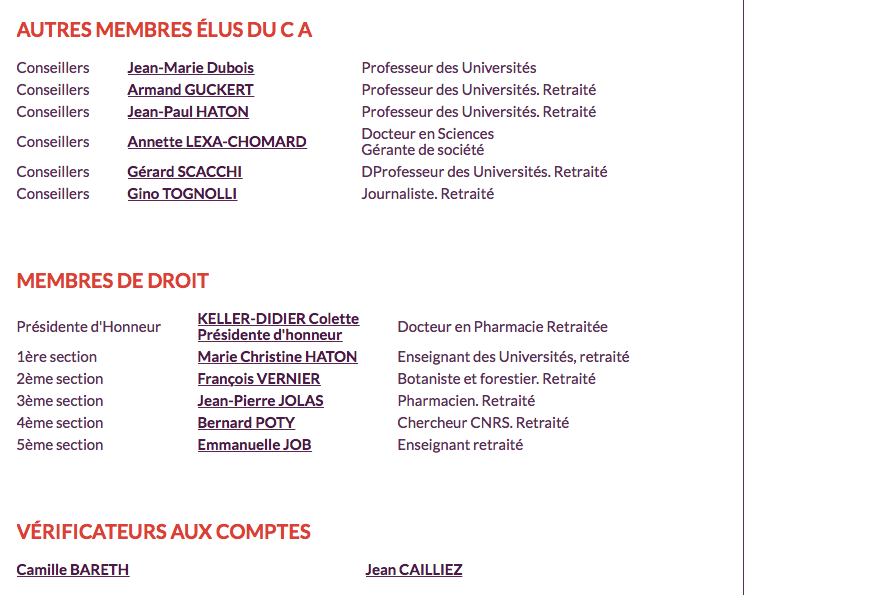 AUTRES MEMBRES ÉLUS DU C A
Conseillers Jean-Marie Dubois Professeur des Universités
Conseillers Armand GUCKERT Professeur des Universités. Retraité
Conseillers Jean-Paul HATON Professeur des Universités. Retraité
Conseillers Annette LEXA-CHOMARD Docteur en Sciences
Gérante de société
Conseillers Gérard SCACCHI DProfesseur des Universités. Retraité
Conseillers Gino TOGNOLLI Journaliste. Retraité
MEMBRES DE DROIT
Présidente d'Honneur KELLER-DIDIER Colette
Présidente d'honneur Docteur en Pharmacie Retraitée
1ère section Marie Christine HATON Enseignant des Universités, retraité
2ème section François VERNIER Botaniste et forestier. Retraité
3ème section Jean-Pierre JOLAS Pharmacien. Retraité
4ème section Bernard POTY Chercheur CNRS. Retraité
5ème section Emmanuelle JOB Enseignant retraité
VÉRIFICATEURS AUX COMPTES
Camille BARETH Jean CAILLIEZ